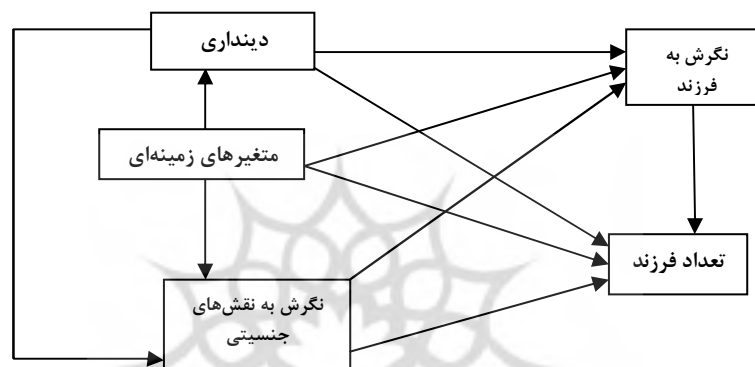 دینداری
نگرش به
فرزند
متغیرهای زمینه‌ای
تعداد فرزند
نگرش به نقش‌های
جنسیتی